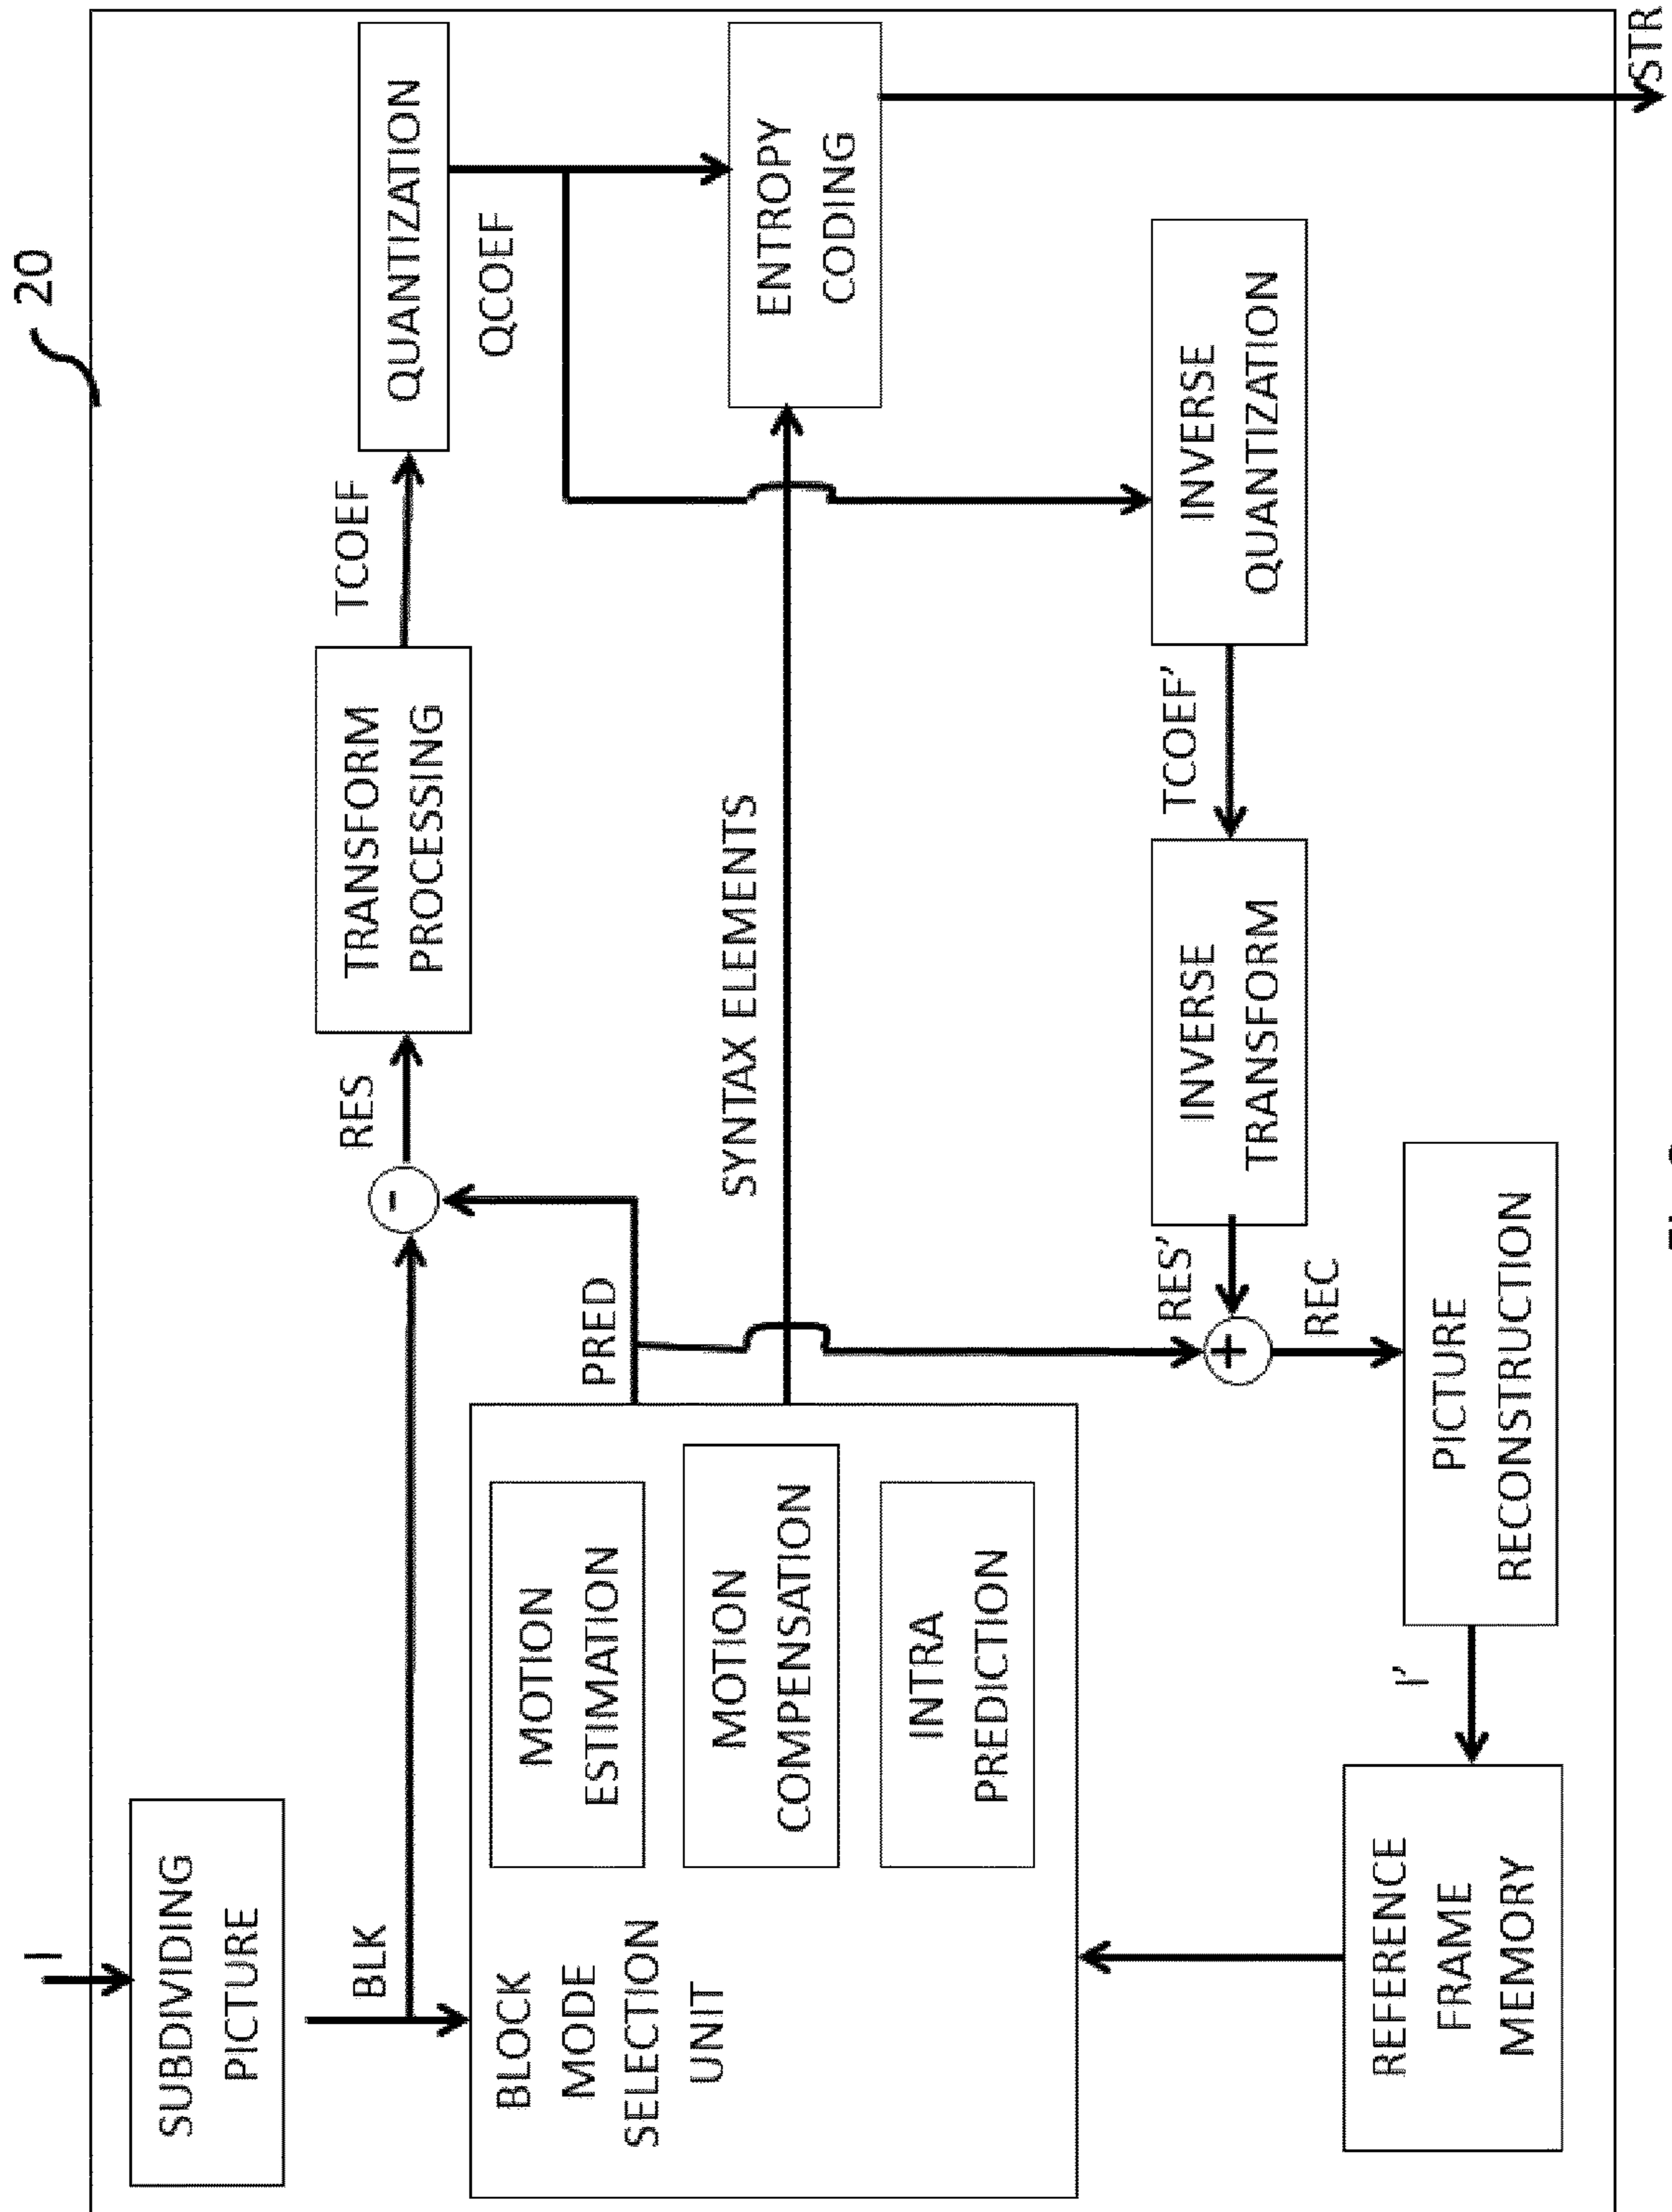 20
I
SUBDIVIDING
PICTURE
BLK
RES
TRANSFORM
PROCESSING
TCOEF
QUANTIZATION
QCOEF
BLOCK
MODE
SELECTION
UNIT
MOTION
ESTIMATION
MOTION
COMPENSATION
INTRA
PREDICTION
PRED
SYNTAX ELEMENTS
ENTROPY
CODING
STR
RES'
INVERSE
TRANSFORM
TCOEF'
INVERSE
QUANTIZATION
REC
REFERENCE
FRAME
MEMORY
I'
PICTURE
RECONSTRUCTION